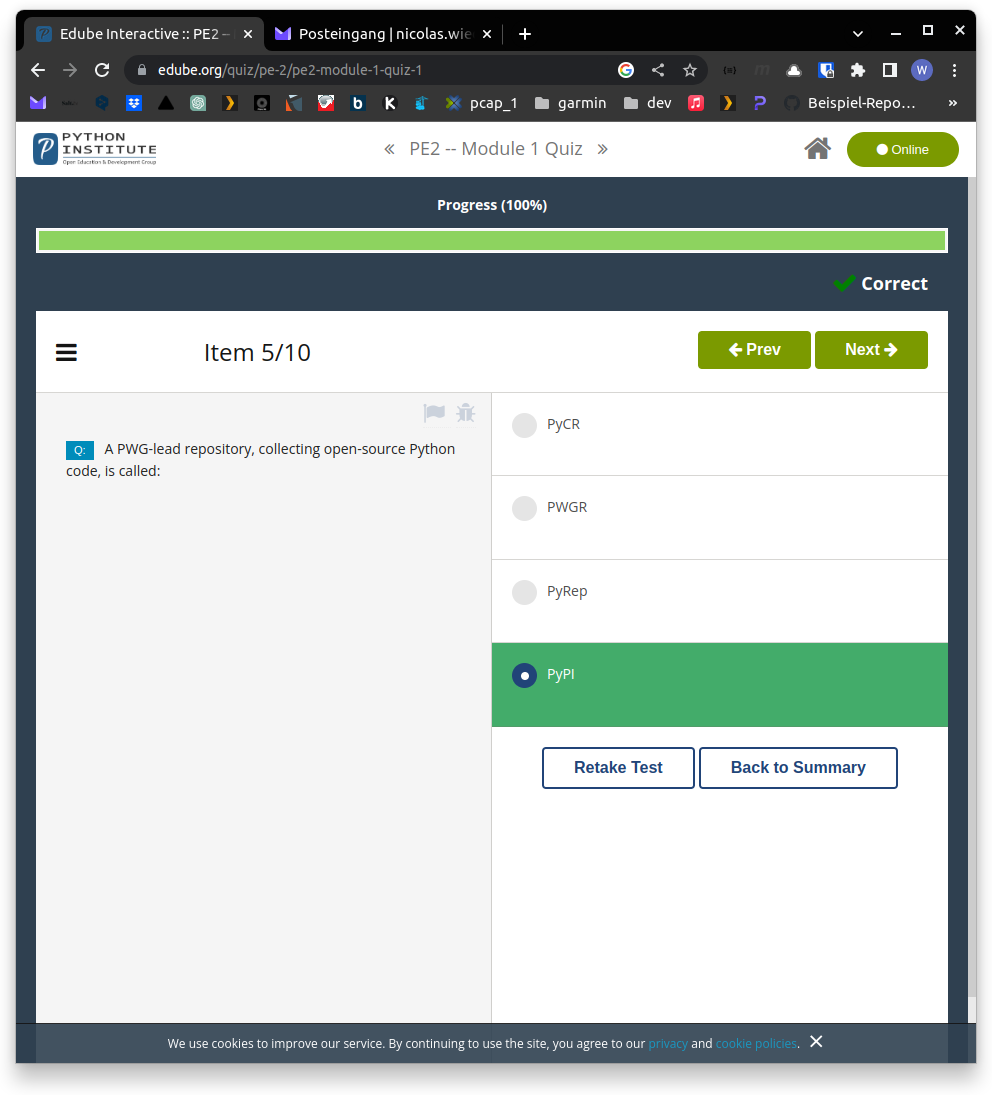 Edube Interactive :: PE2 –
Posteingang | nicolas.wie
edube.org/quiz/pe-2/pe2-module-1-quiz-1
W
pcap_1
garmin
dev
Beispiel-Repo…
»
PYTHON
INSTITUTE
Open Education & Development Group
« PE2 -- Module 1 Quiz »
Online
Progress (100%)
Correct
Item 5/10
Prev
Next
Q: A PWG-lead repository, collecting open-source Python
code, is called:
PyCR
PWGR
PyRep
PyPI
Retake Test
Back to Summary
We use cookies to improve our service. By continuing to use the site, you agree to our privacy and cookie policies.